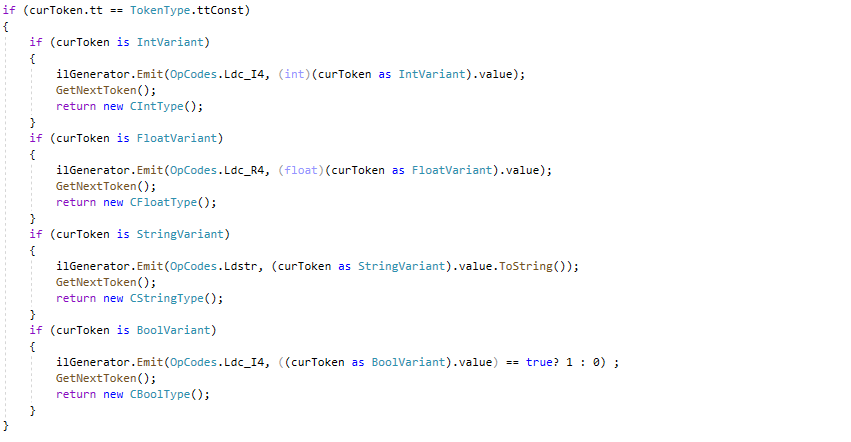 if (curToken.tt == TokenType.ttConst)
{
    if (curToken is IntVariant)
    {
        ilGenerator.Emit(OpCodes.Ldc_I4, (int)(curToken as IntVariant).value);
        GetNextToken();
        return new CIntType();
    }
    if (curToken is FloatVariant)
    {
        ilGenerator.Emit(OpCodes.Ldc_R4, (float)(curToken as FloatVariant).value);
        GetNextToken();
        return new CFloatType();
    }
    if (curToken is StringVariant)
    {
        ilGenerator.Emit(OpCodes.Ldstr, (curToken as StringVariant).value.ToString());
        GetNextToken();
        return new CStringType();
    }
    if (curToken is BoolVariant)
    {
        ilGenerator.Emit(OpCodes.Ldc_I4, ((curToken as BoolVariant).value) == true? 1 : 0) ;
        GetNextToken();
        return new CBoolType();
    }
}